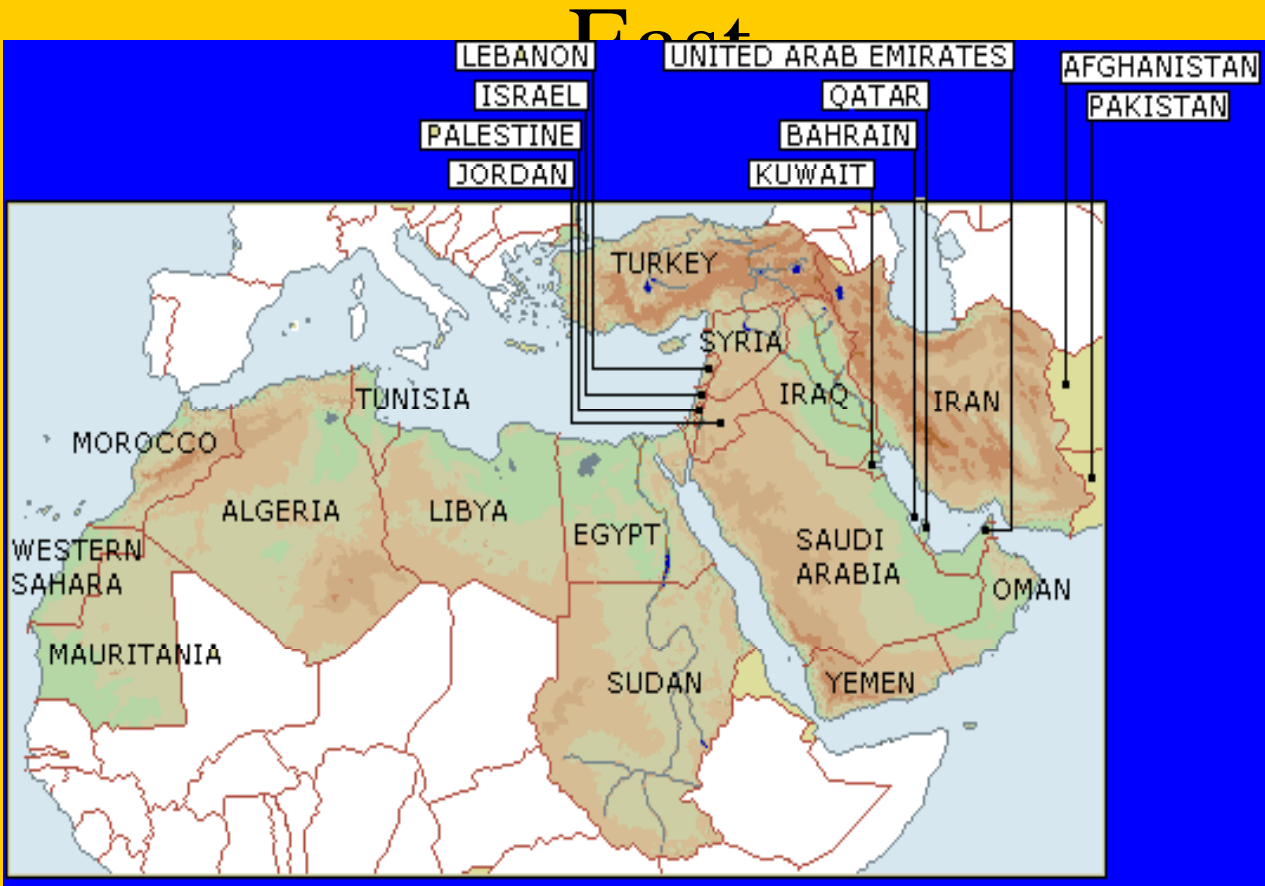 East
LEBANON
UNITED ARAB EMIRATES
AFGHANISTAN
ISRAEL
QATAR
PAKISTAN
PALESTINE
BAHRAIN
JORDAN
KUWAIT
TURKEY
SYRIA
TUNISIA
IRAQ
IRAN
MOROCCO
ALGERIA
LIBYA
EGYPT
SAUDI
ARABIA
WESTERN
SAHARA
OMAN
MAURITANIA
SUDAN
YEMEN